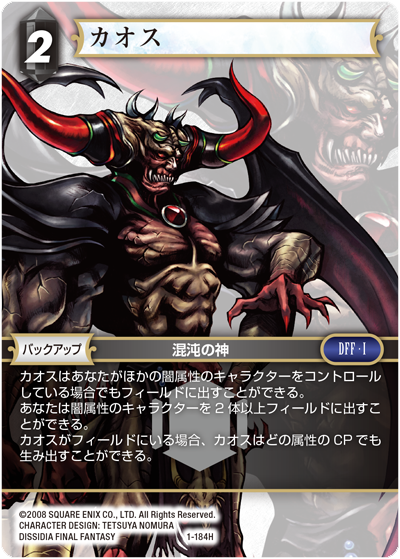 2
カオス
バックアップ
混沌の神
DFF・I
カオスはあなたがほかの闇属性のキャラクターをコントロール
している場合でもフィールドに出すことができる。
あなたは闇属性のキャラクターを2体以上フィールドに出すこ
とができる。
カオスがフィールドにいる場合、カオスはどの属性のCPでも
生み出すことができる。
©2008 SQUARE ENIX CO., LTD. All Rights Reserved.
CHARACTER DESIGN: TETSUYA NOMURA
DISSIDIA FINAL FANTASY
1-184H